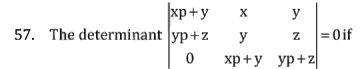 |xp+y x y|
57. The determinant |yp+z y z| = 0 if
|0 xp+y yp+z|